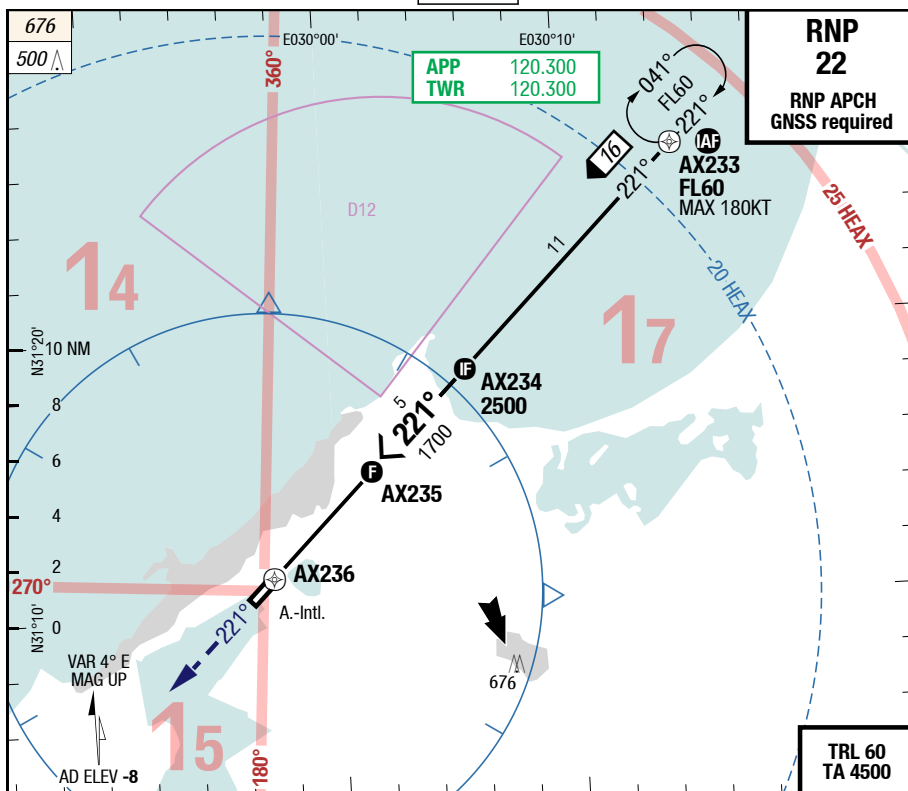 676
500
E030°00'
E030°10'
RNP
22
RNP APCH
GNSS required
360°
APP 120.300
TWR 120.300
041°
FL60
221°
16
221°
IAF
AX233
FL60
MAX 180KT
D12
25 HEAX
11
20 HEAX
14
17
N31°20'
10 NM
IF
AX234
2500
8
5
221°
1700
6
F
AX235
4
2
AX236
270°
A.-Intl.
N31°10'
0
221°
VAR 4° E
MAG UP
676
15
180°
AD ELEV -8
TRL 60
TA 4500